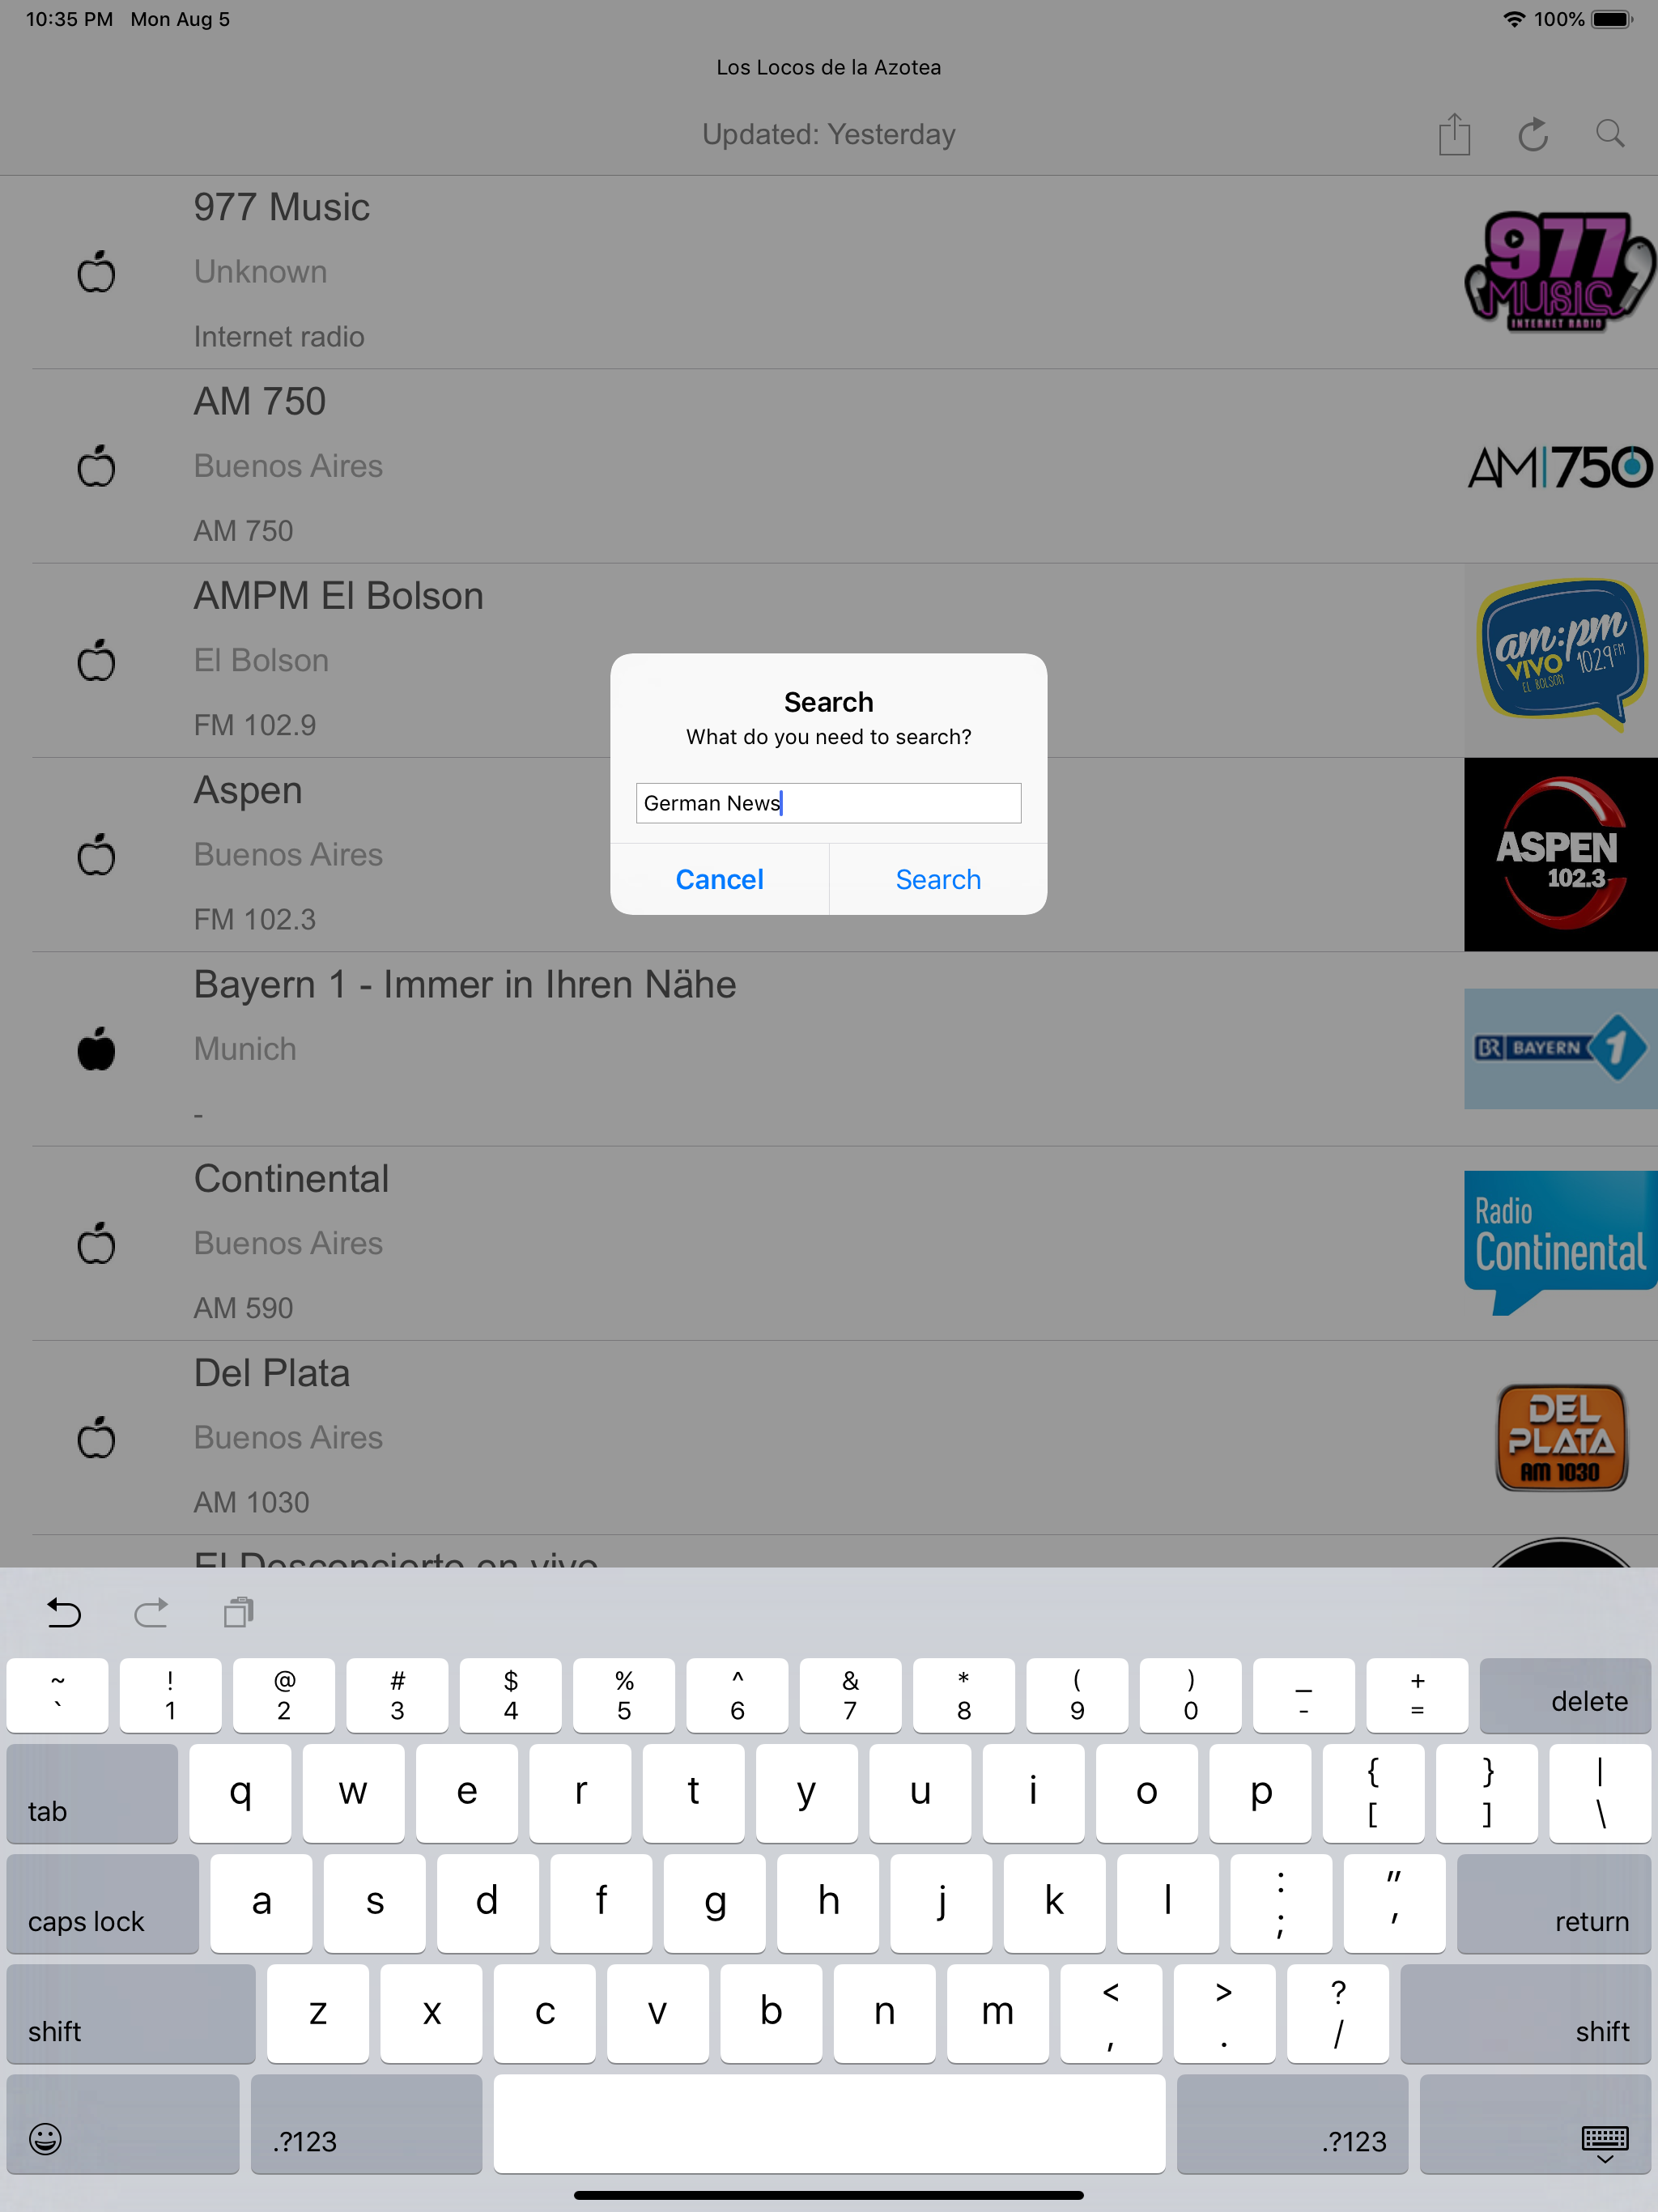 10:35 PM Mon Aug 5
100%
Los Locos de la Azotea
Updated: Yesterday
977 Music
Unknown
Internet radio
977
MUSIC
INTERNET RADIO
AM 750
Buenos Aires
AM 750
AM|750
AMPM El Bolson
El Bolson
FM 102.9
am:pm
VIVO 102.9 FM
EL BOLSON
Search
What do you need to search?
German News
Cancel Search
Aspen
Buenos Aires
FM 102.3
ASPEN
102.3
Bayern 1 - Immer in Ihren Nähe
Munich
-
BR BAYERN 1
Continental
Buenos Aires
AM 590
Radio
Continental
Del Plata
Buenos Aires
AM 1030
DEL
PLATA
AM 1030
El Desconcierto en vivo
~ ! @ # $ % ^ & * ( ) _ +
` 1 2 3 4 5 6 7 8 9 0 - = delete
tab q w e r t y u i o p { [ } ] | \
caps lock a s d f g h j k l : ; " ' return
shift z x c v b n m < , > . ? / shift
.?123 .?123